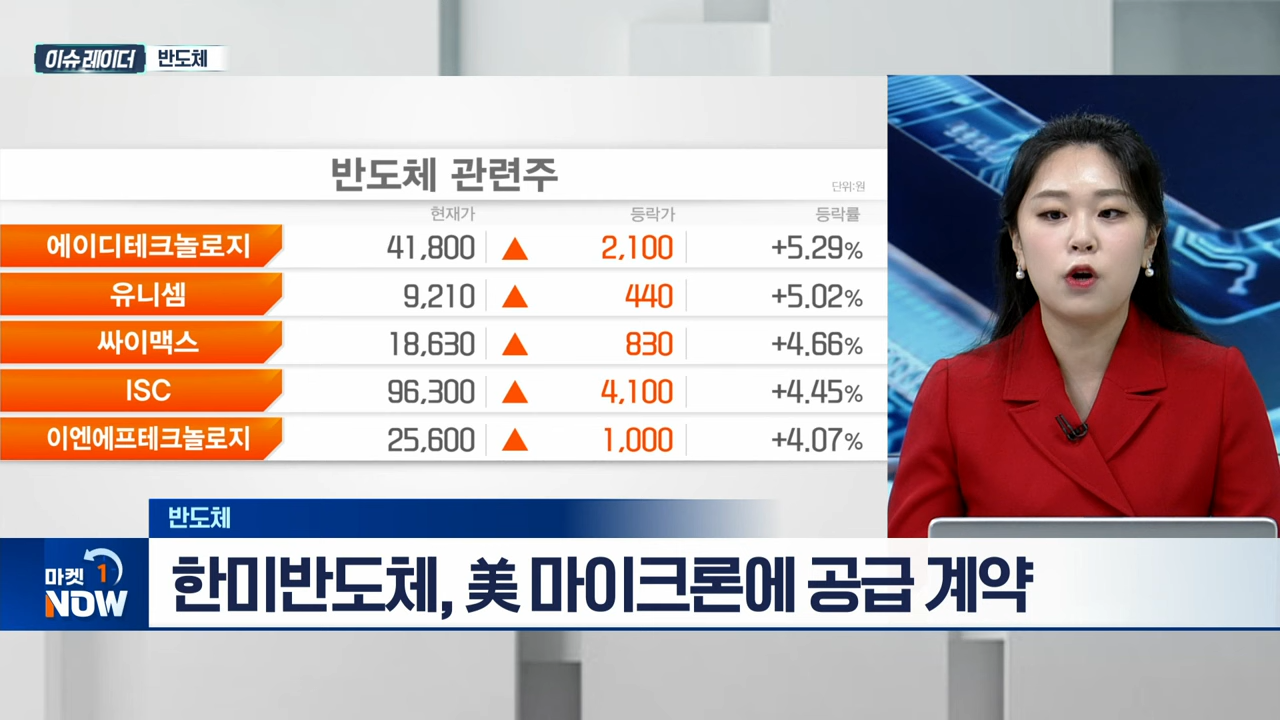 이슈레이더 반도체
반도체 관련주
단위:원
현재가 등락가 등락률
에이디테크놀로지 41,800 ▲ 2,100 +5.29%
유니셈 9,210 ▲ 440 +5.02%
싸이맥스 18,630 ▲ 830 +4.66%
ISC 96,300 ▲ 4,100 +4.45%
이엔에프테크놀로지 25,600 ▲ 1,000 +4.07%
반도체
마켓 1
NOW
한미반도체, 美 마이크론에 공급 계약